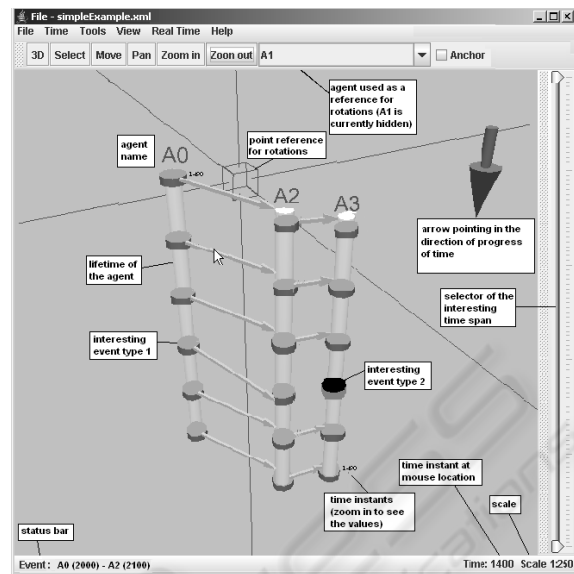 File - simpleExample.xml
File Time Tools View Real Time Help
3D Select Move Pan Zoom in Zoon out A1 Anchor
agent used as a
reference for
rotations (A1 is
currently hidden)
agent
name
point reference
for rotations
A0
A2
A3
arrow pointing in the
direction of progress
of time
lifetime of
the agent
selector of the
interesting
time span
interesting
event type 1
interesting
event type 2
time instant at
mouse location
scale
time instants
(zoom in to see
the values)
status bar
Event: A0 (2000) - A2 (2100) Time: 1400 Scale 1:250